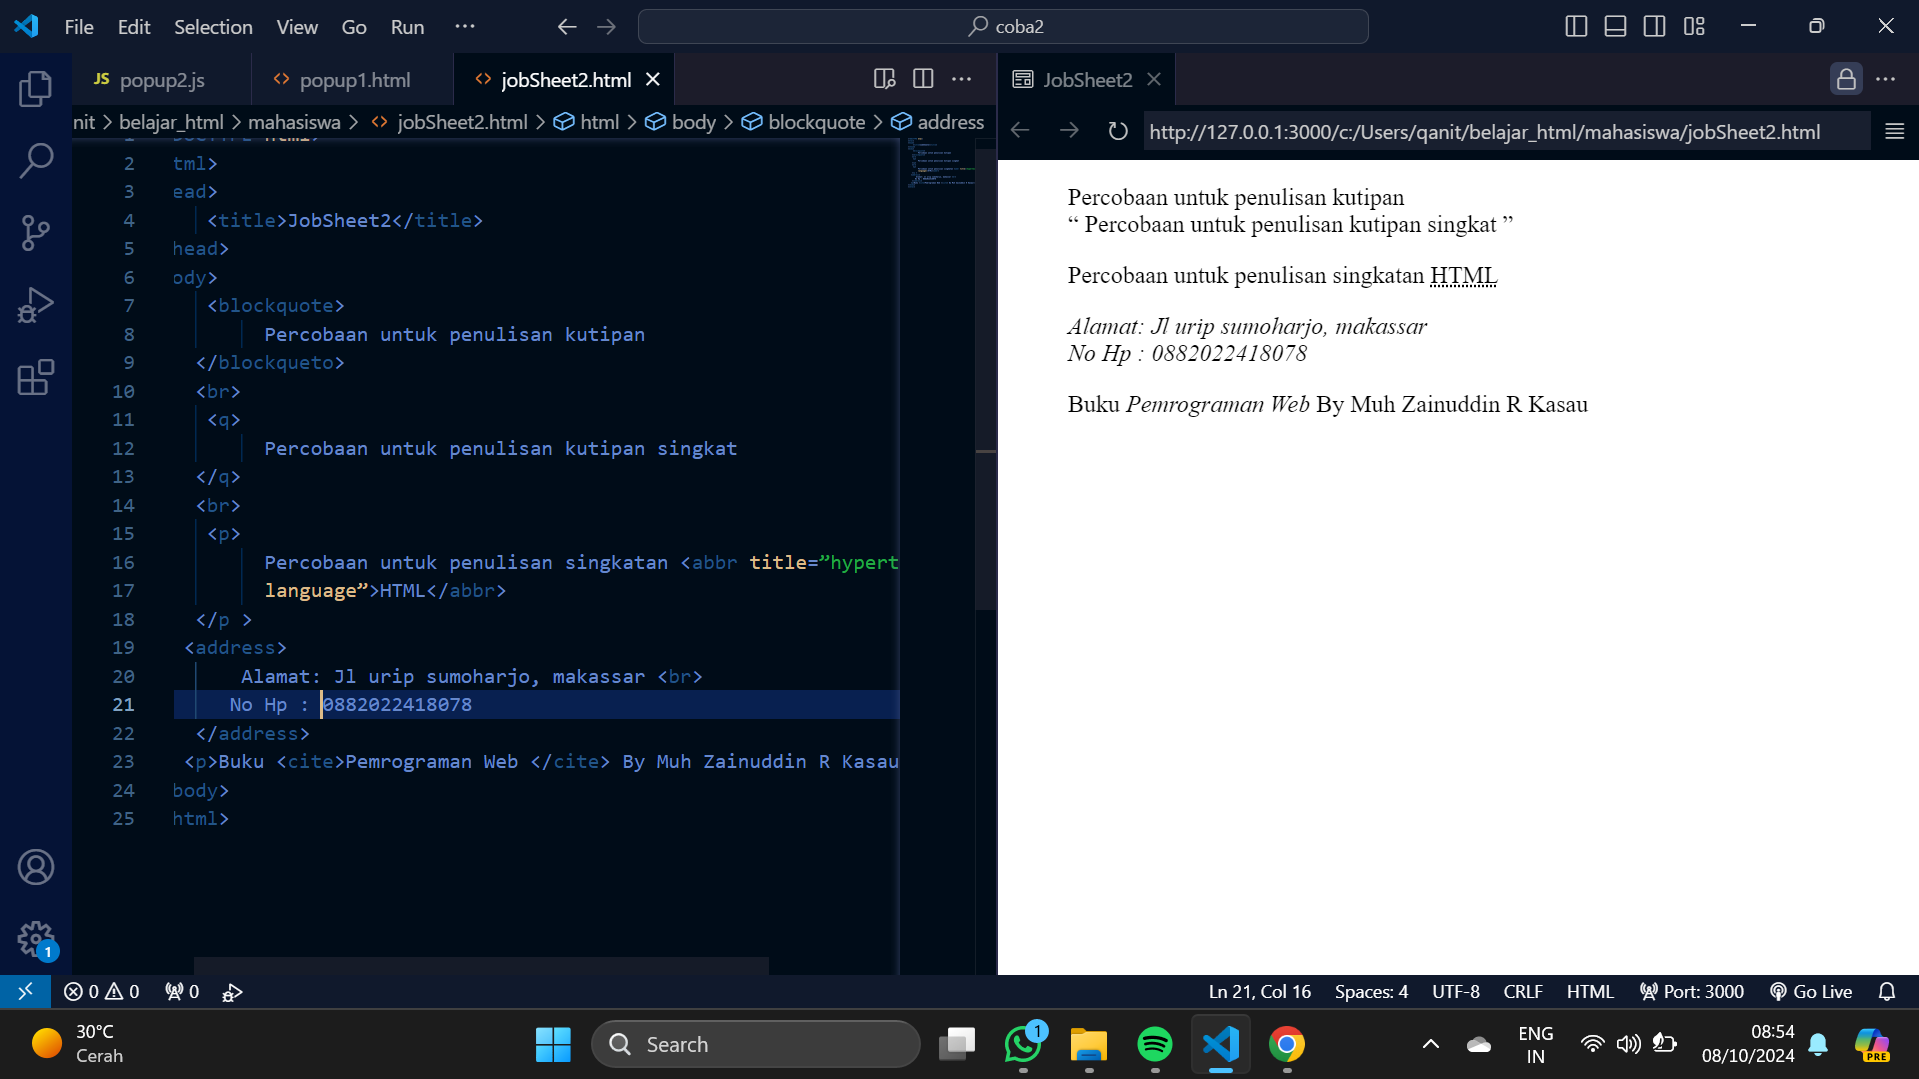 File Edit Selection View Go Run ··· coba2
JS popup2.js <> popup1.html <> jobSheet2.html
JobSheet2
nit > belajar_html > mahasiswa > <> jobSheet2.html > html > body > blockquote > address
http://127.0.0.1:3000/c:/Users/qanit/belajar_html/mahasiswa/jobSheet2.html
2 tml>
3 ead>
4 <title>JobSheet2</title>
5 head>
6 ody>
7 <blockquote>
8 Percobaan untuk penulisan kutipan
9 </blockqueto>
10 <br>
11 <q>
12 Percobaan untuk penulisan kutipan singkat
13 </q>
14 <br>
15 <p>
16 Percobaan untuk penulisan singkatan <abbr title=”hypert
17 language”>HTML</abbr>
18 </p >
19 <address>
20 Alamat: Jl urip sumoharjo, makassar <br>
21 No Hp : 0882022418078
22 </address>
23 <p>Buku <cite>Pemrograman Web </cite> By Muh Zainuddin R Kasau
24 body>
25 html>
Percobaan untuk penulisan kutipan
“ Percobaan untuk penulisan kutipan singkat ”
Percobaan untuk penulisan singkatan HTML
Alamat: Jl urip sumoharjo, makassar
No Hp : 0882022418078
Buku Pemrograman Web By Muh Zainuddin R Kasau
1
0 0 0 Ln 21, Col 16 Spaces: 4 UTF-8 CRLF HTML Port: 3000 Go Live
30°C
Cerah
Search
1
ENG
IN
08:54
08/10/2024
PRE